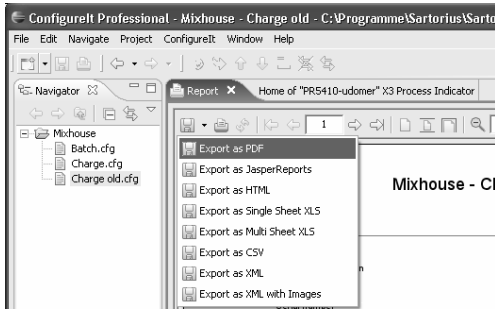 ConfigureIt Professional - Mixhouse - Charge old - C:\Programme\Sartorius\Sarto
File Edit Navigate Project ConfigureIt Window Help
Navigator
Report Home of "PR5410-udomer" X3 Process Indicator
1
Mixhouse
Batch.cfg
Charge.cfg
Charge old.cfg
Export as PDF
Export as JasperReports
Export as HTML
Export as Single Sheet XLS
Export as Multi Sheet XLS
Export as CSV
Export as XML
Export as XML with Images
Mixhouse - Cl
n